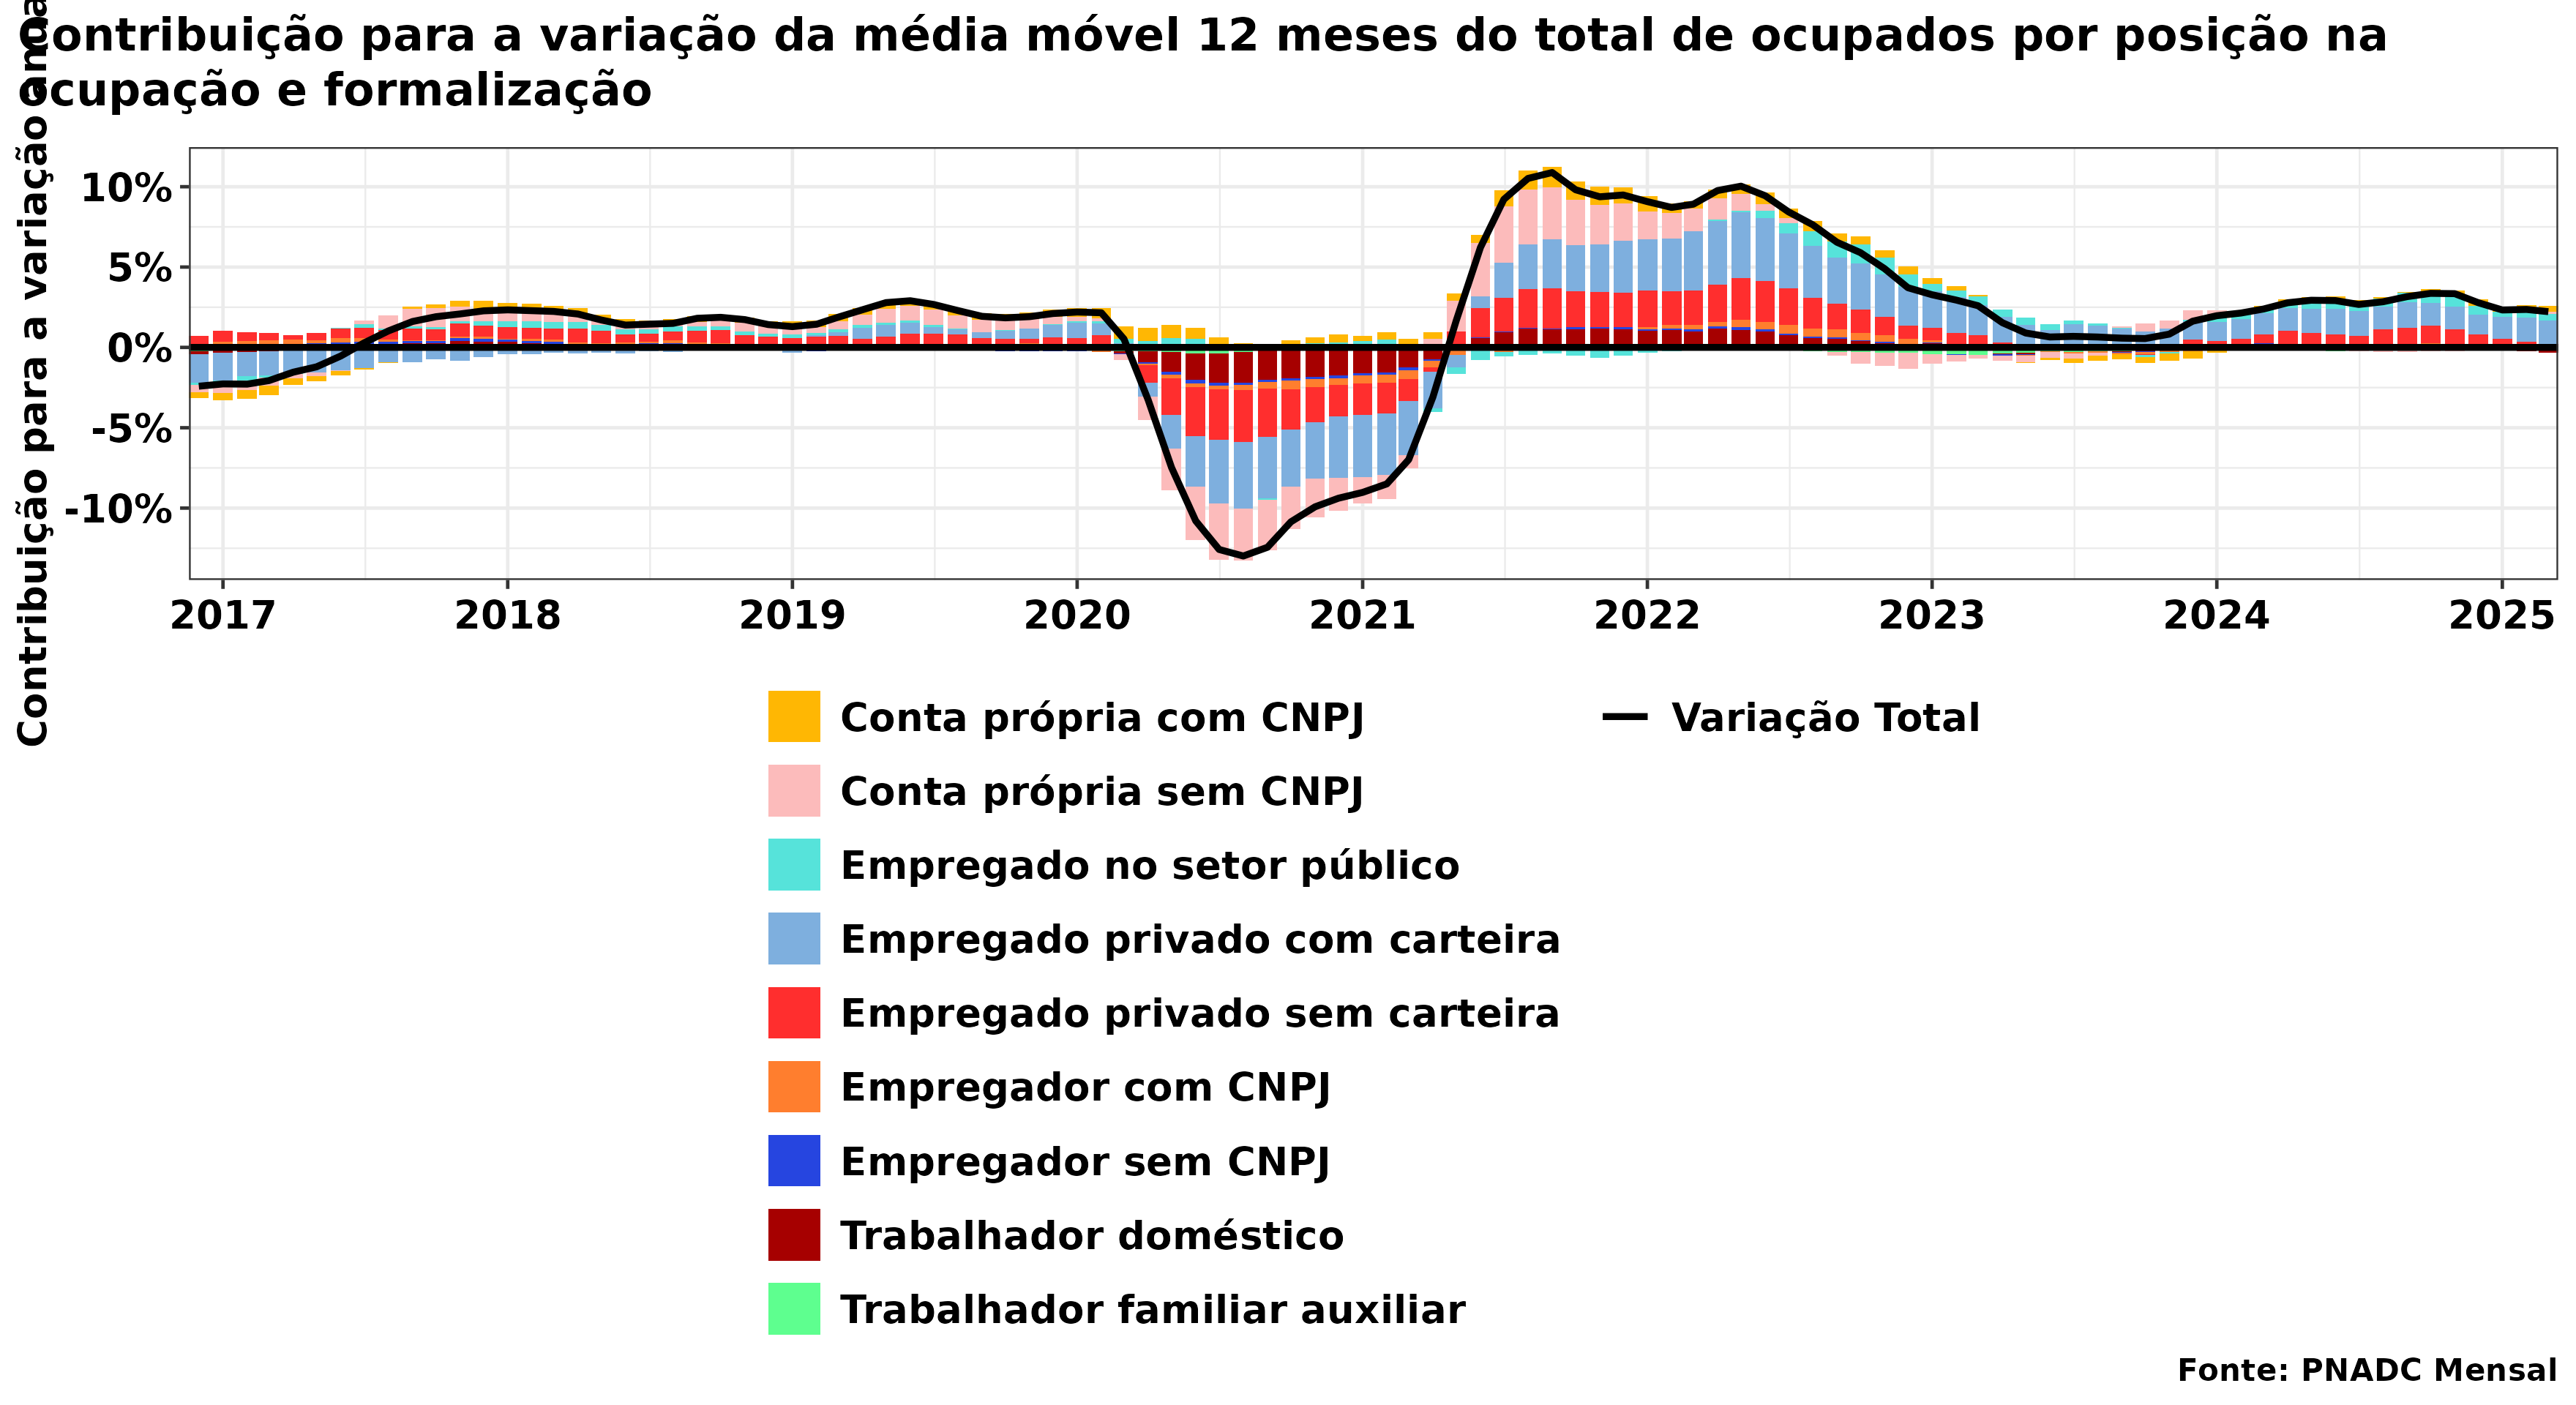 Contribuição para a variação da média móvel 12 meses do total de ocupados por posição na
ocupação e formalização
Contribuição para a variação
10%
5%
0%
-5%
-10%
2017
2018
2019
2020
2021
2022
2023
2024
2025
Conta própria com CNPJ
Conta própria sem CNPJ
Empregado no setor público
Empregado privado com carteira
Empregado privado sem carteira
Empregador com CNPJ
Empregador sem CNPJ
Trabalhador doméstico
Trabalhador familiar auxiliar
Variação Total
Fonte: PNADC Mensal